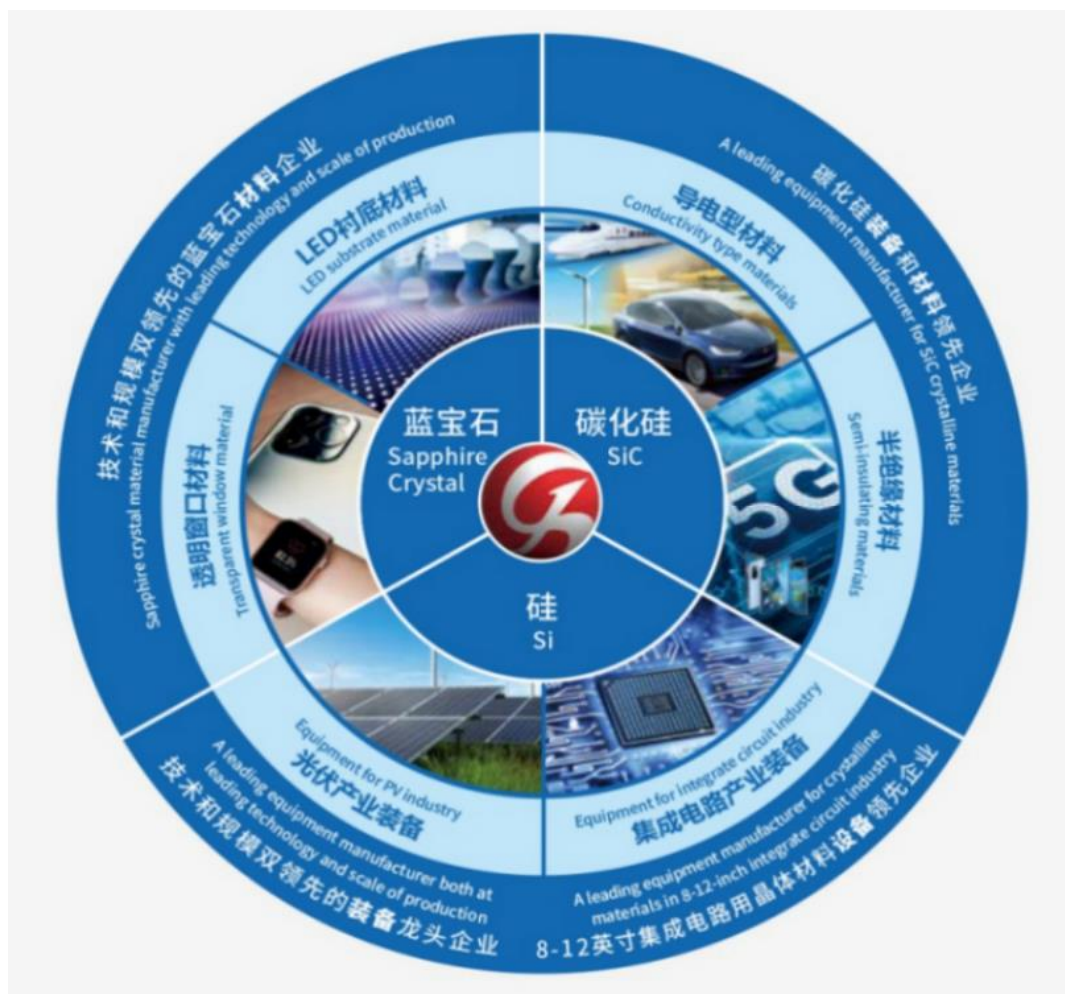 技术和规模双领先的蓝宝石材料企业
Sapphire crystal material manufacturer with leading technology and scale of production
LED衬底材料
LED substrate material
透明窗口材料
Transparent window material
蓝宝石
Sapphire
Crystal
碳化硅装备和材料领先企业
A leading equipment manufacturer for SiC crystalline materials
导电型材料
Conductivity type materials
半绝缘材料
Semi-insulating materials
5G
碳化硅
SiC
硅
Si
Equipment for PV industry
光伏产业装备
A leading equipment manufacturer both at
leading technology and scale of production
技术和规模双领先的装备龙头企业
Equipment for integrate circuit industry
集成电路产业装备
A leading equipment manufacturer for crystalline
materials in 8-12-inch integrate circuit industry
8-12英寸集成电路用晶体材料设备领先企业